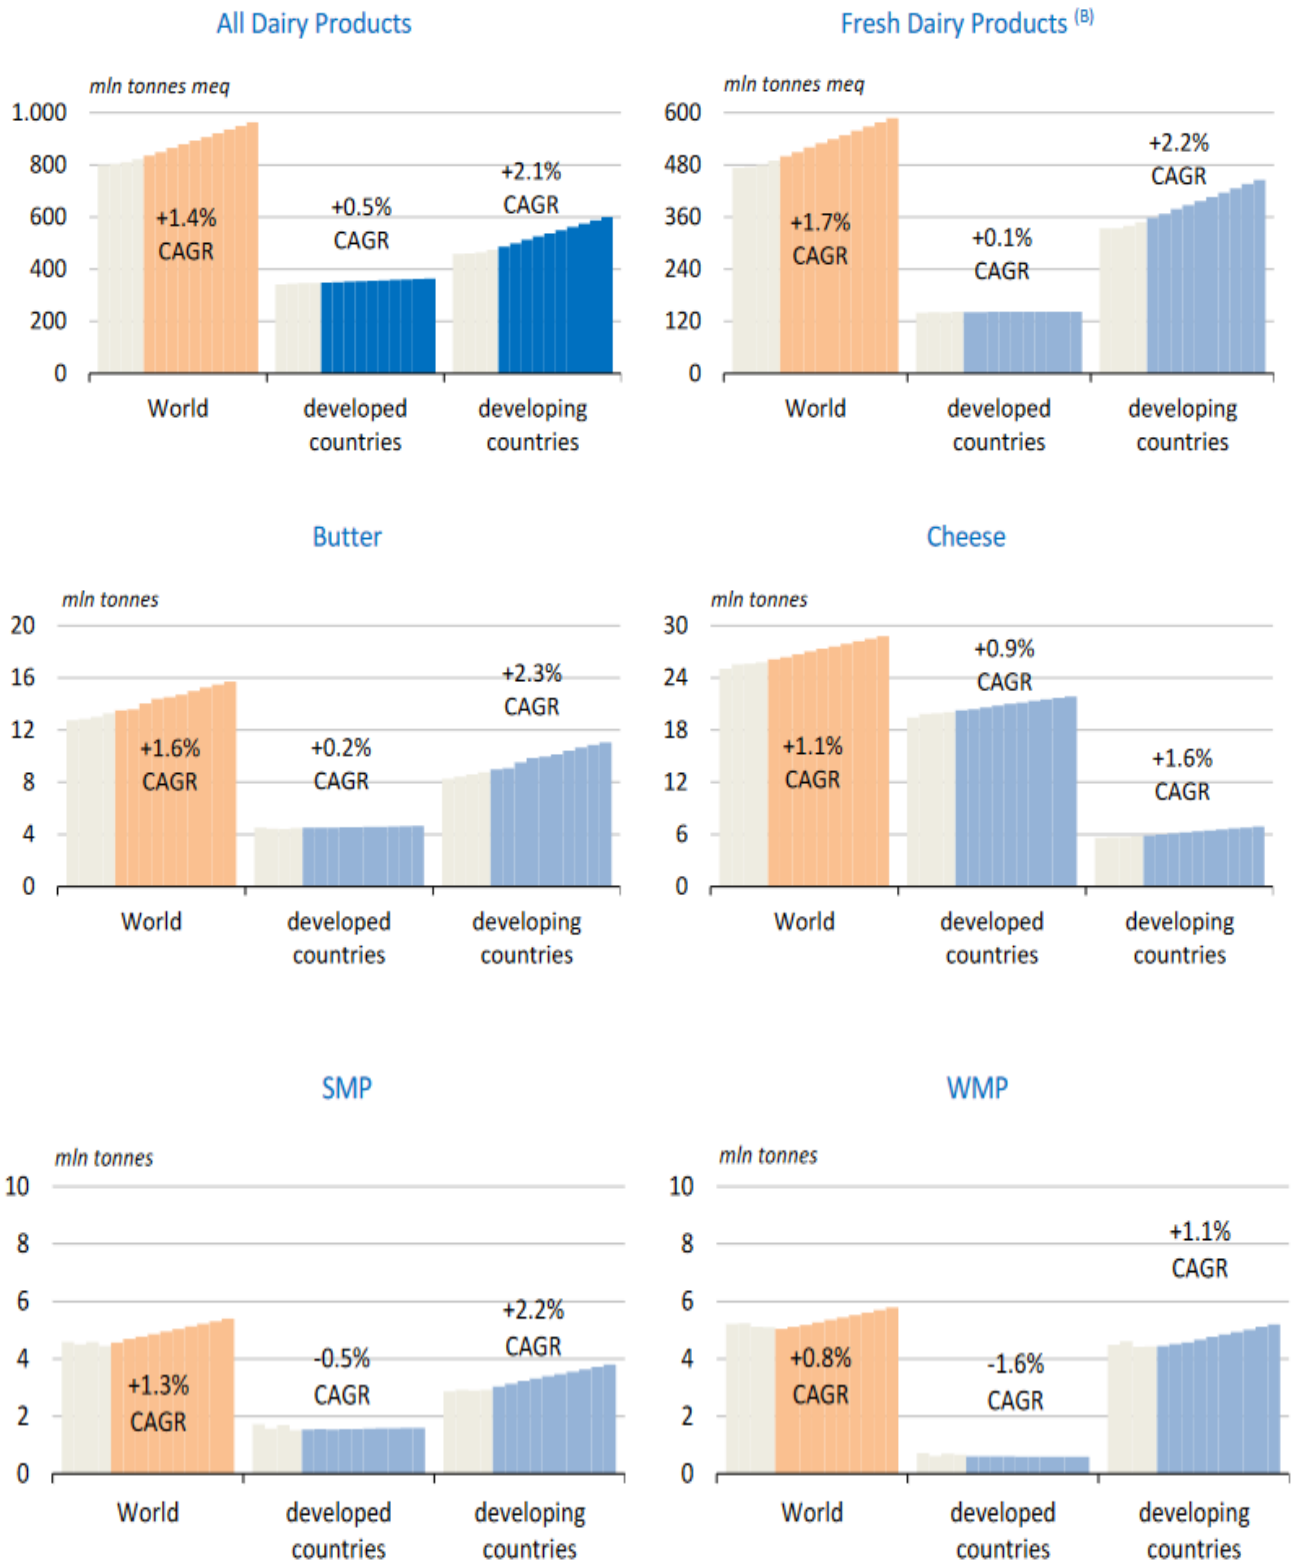 All Dairy Products
mln tonnes meq
1.000
800
600
400
200
0
+1.4%
CAGR
+0.5%
CAGR
+2.1%
CAGR
World
developed
countries
developing
countries
Fresh Dairy Products (B)
mln tonnes meq
600
480
360
240
120
0
+1.7%
CAGR
+0.1%
CAGR
+2.2%
CAGR
World
developed
countries
developing
countries
Butter
mln tonnes
20
16
12
8
4
0
+1.6%
CAGR
+0.2%
CAGR
+2.3%
CAGR
World
developed
countries
developing
countries
Cheese
mln tonnes
30
24
18
12
6
0
+1.1%
CAGR
+0.9%
CAGR
+1.6%
CAGR
World
developed
countries
developing
countries
SMP
mln tonnes
10
8
6
4
2
0
+1.3%
CAGR
-0.5%
CAGR
+2.2%
CAGR
World
developed
countries
developing
countries
WMP
mln tonnes
10
8
6
4
2
0
+0.8%
CAGR
-1.6%
CAGR
+1.1%
CAGR
World
developed
countries
developing
countries